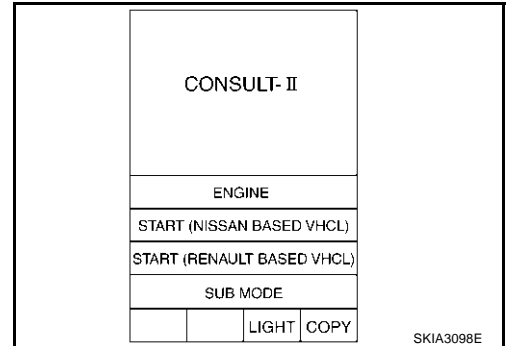 CONSULT-II
ENGINE
START (NISSAN BASED VHCL)
START (RENAULT BASED VHCL)
SUB MODE
LIGHT COPY
SKIA3098E